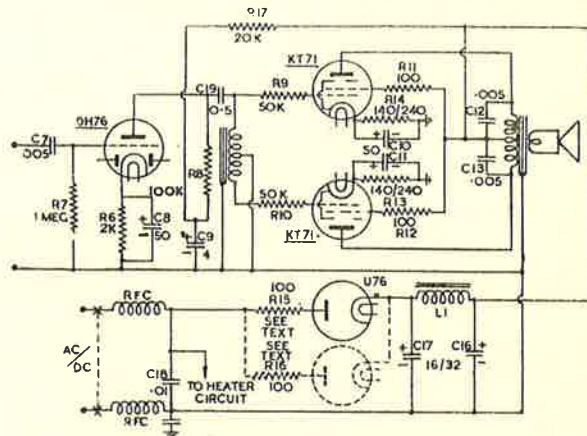 R17
20K
KT71
R11
100
C19
0·5
R9
50K
R14
140/240
·005
C12
DH76
C7
·005
50
C10
C11
R8
100K
C13
·005
R7
1 MEG
R6
2K
C8
50
50K
R10
140/240
R13
100
R12
KT71
C9
4
RFC
100
R15
SEE
TEXT
U76
L1
AC/DC
SEE
TEXT
R16
100
C17
16/32
C16
C18
·01
TO HEATER
CIRCUIT
RFC